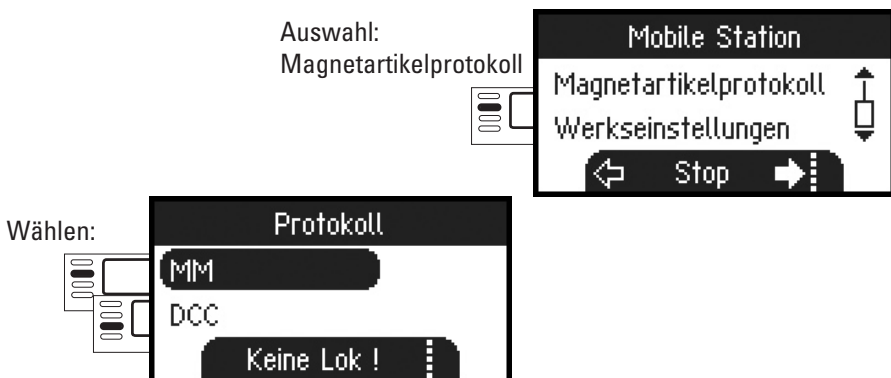 Auswahl:
Magnetartikelprotokoll
Mobile Station
Magnetartikelprotokoll
Werkseinstellungen
Stop
Wählen:
Protokoll
MM
DCC
Keine Lok !